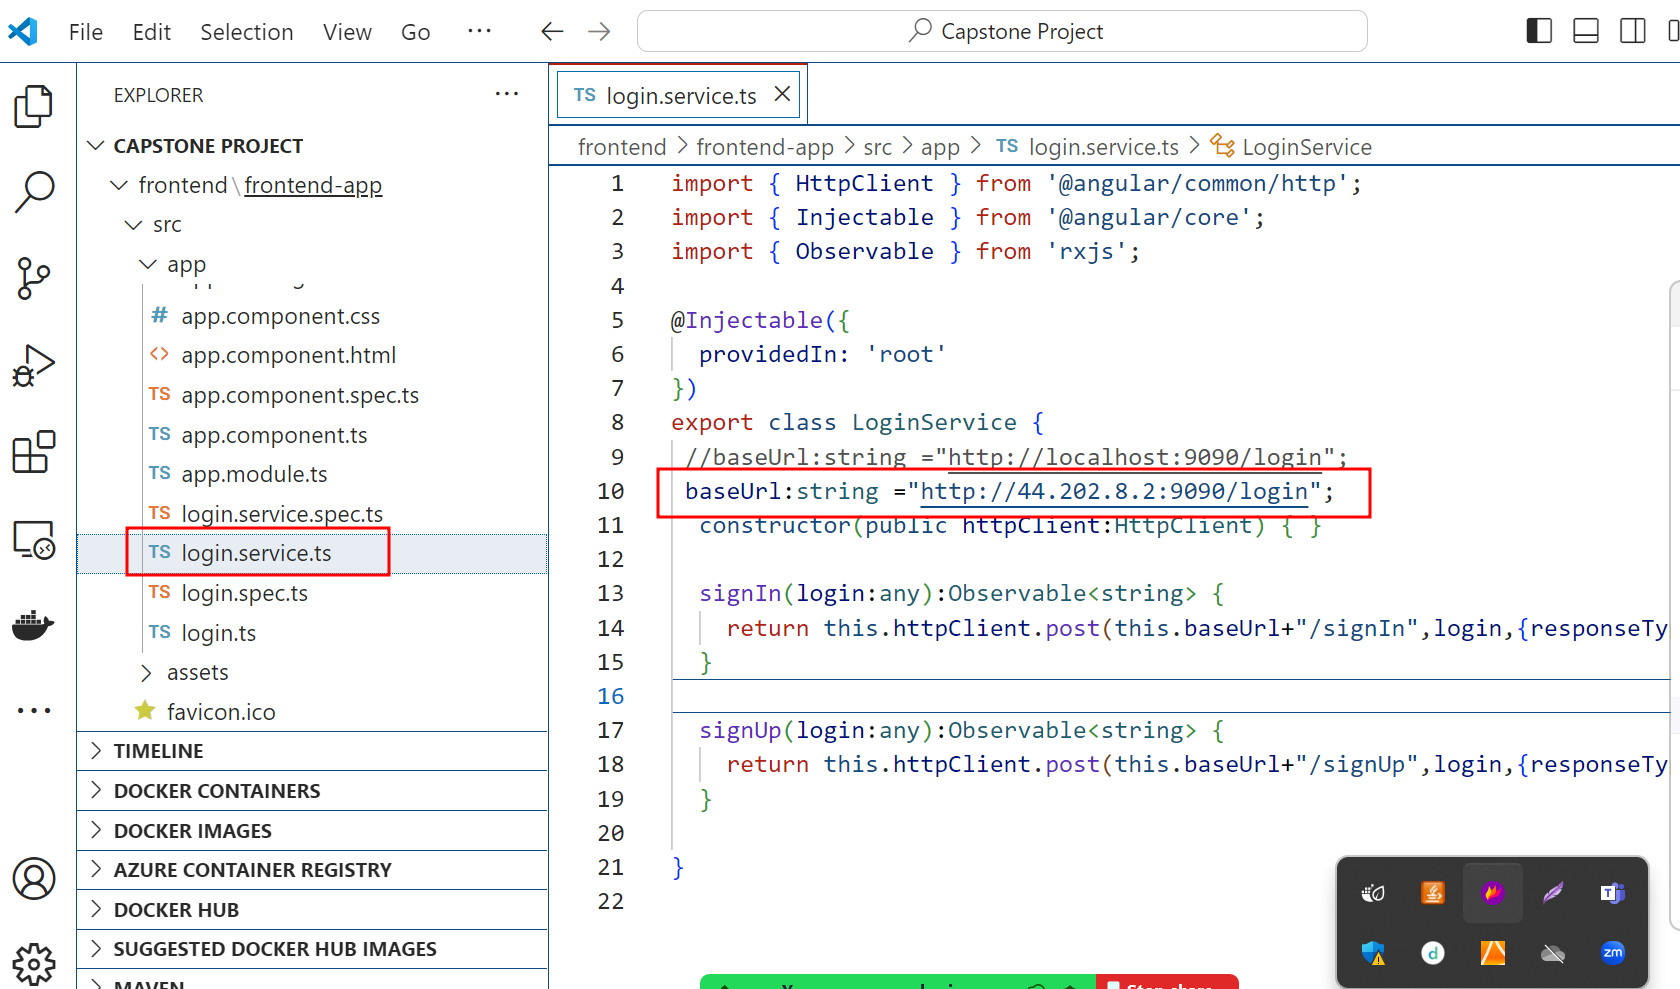 File Edit Selection View Go ··· Capstone Project
EXPLORER ···
CAPSTONE PROJECT
frontend \ frontend-app
src
app
# app.component.css
<> app.component.html
TS app.component.spec.ts
TS app.component.ts
TS app.module.ts
TS login.service.spec.ts
TS login.service.ts
TS login.spec.ts
TS login.ts
assets
favicon.ico
TIMELINE
DOCKER CONTAINERS
DOCKER IMAGES
AZURE CONTAINER REGISTRY
DOCKER HUB
SUGGESTED DOCKER HUB IMAGES
MAVEN
TS login.service.ts
frontend > frontend-app > src > app > TS login.service.ts > LoginService
1 import { HttpClient } from '@angular/common/http';
2 import { Injectable } from '@angular/core';
3 import { Observable } from 'rxjs';
4
5 @Injectable({
6 providedIn: 'root'
7 })
8 export class LoginService {
9 //baseUrl:string ="http://localhost:9090/login";
10 baseUrl:string ="http://44.202.8.2:9090/login";
11 constructor(public httpClient:HttpClient) { }
12
13 signIn(login:any):Observable<string> {
14 return this.httpClient.post(this.baseUrl+"/signIn",login,{responseTy
15 }
16
17 signUp(login:any):Observable<string> {
18 return this.httpClient.post(this.baseUrl+"/signUp",login,{responseTy
19 }
20
21 }
22
d
zm